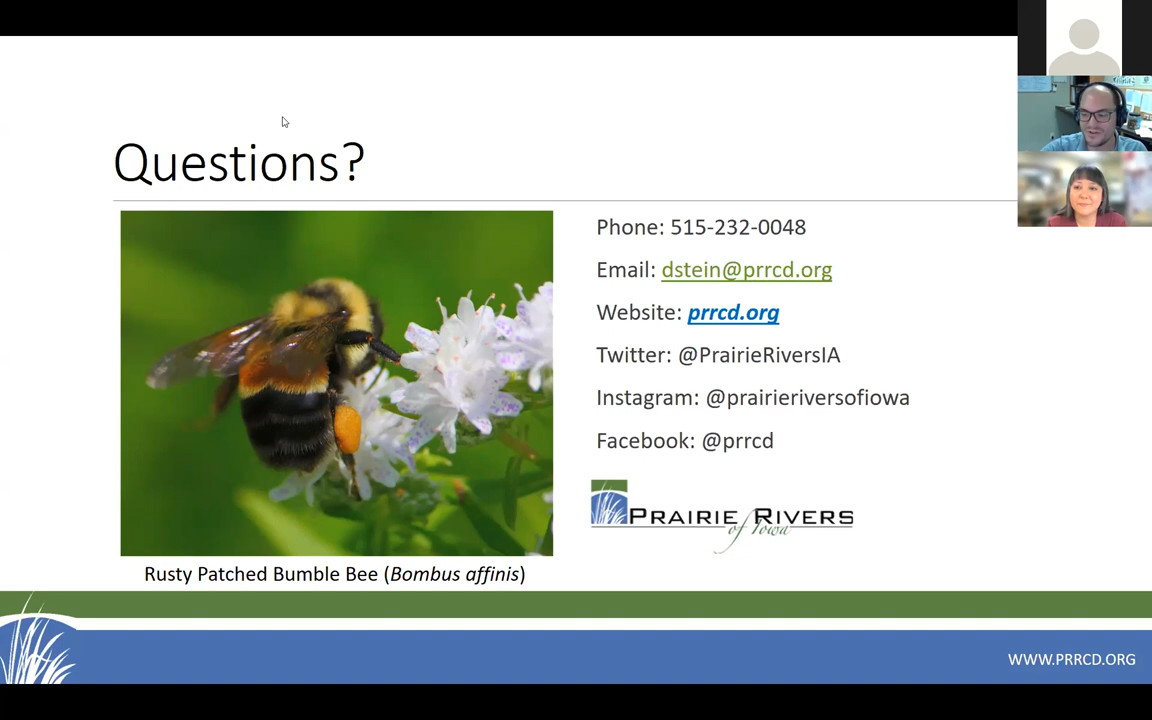 Questions?
Phone: 515-232-0048
Email: dstein@prrcd.org
Website: prrcd.org
Twitter: @PrairieRiversIA
Instagram: @prairieriversofiowa
Facebook: @prrcd
PRAIRIE RIVERS
of Iowa
Rusty Patched Bumble Bee (Bombus affinis)
WWW.PRRCD.ORG